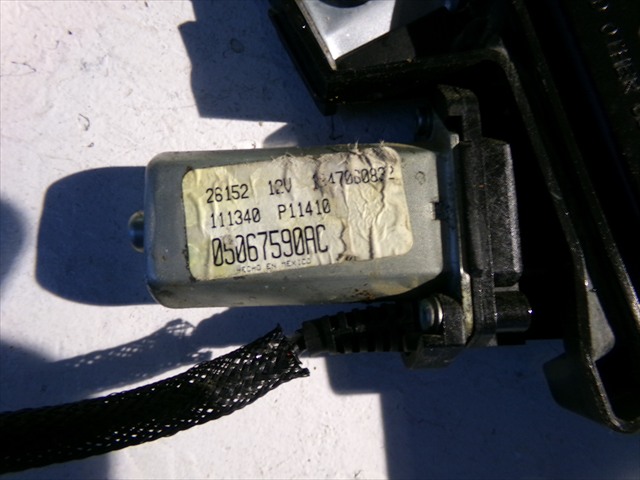 26152 12V
111340 P11410
05067590AC
HECHO EN MEXICO